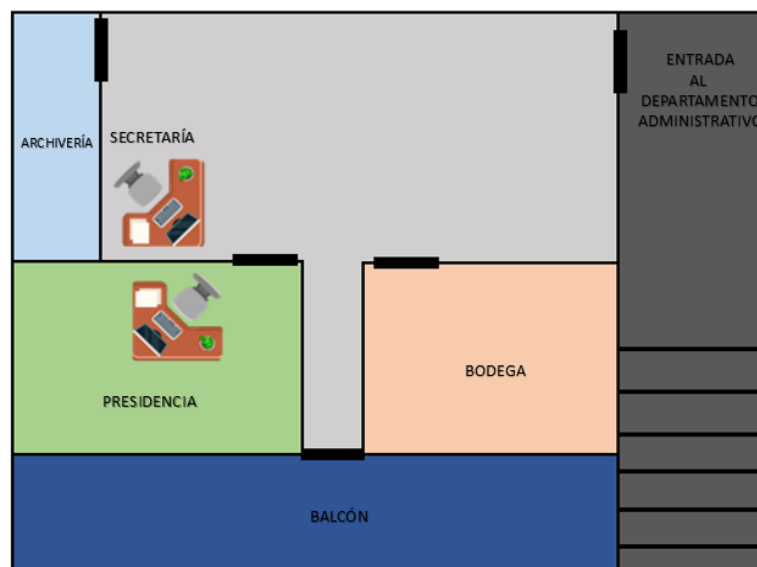 ENTRADA
AL
DEPARTAMENTO
ADMINISTRATIVO
SECRETARÍA
ARCHIVERÍA
BODEGA
PRESIDENCIA
BALCÓN